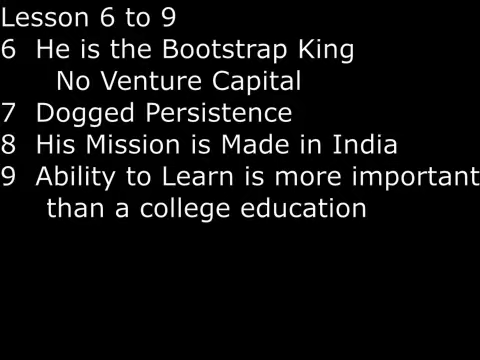 Lesson 6 to 9
6 He is the Bootstrap King
No Venture Capital
7 Dogged Persistence
8 His Mission is Made in India
9 Ability to Learn is more important
than a college education